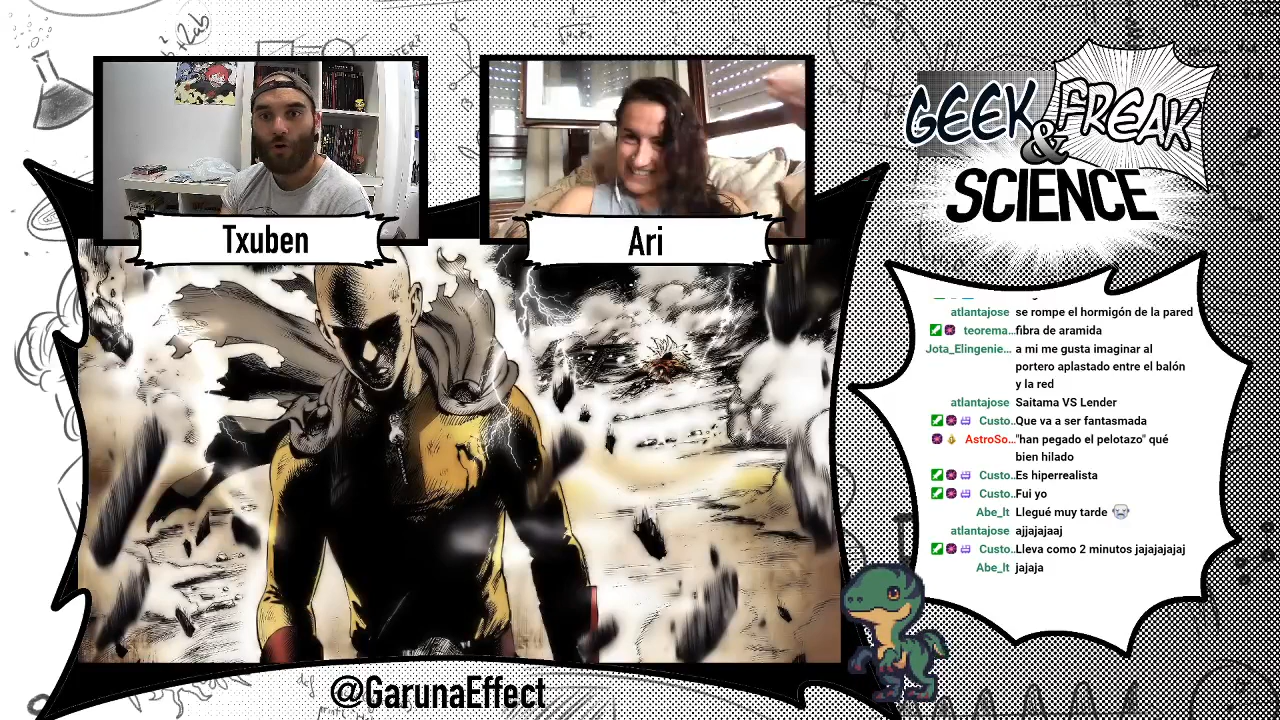 Txuben
Ari
GEEK
&
FREAK
SCIENCE
atlantajose se rompe el hormigón de la pared
teorema... fibra de aramida
Jota_Elingenie... a mi me gusta imaginar al
portero aplastado entre el balón
y la red
atlantajose Saitama VS Lender
Custo.. Que va a ser fantasmada
AstroSo... "han pegado el pelotazo" qué
bien hilado
Custo.. Es hiperrealista
Custo.. Fui yo
Abe_lt Llegué muy tarde
atlantajose ajjajajaaj
Custo.. Lleva como 2 minutos jajajajajaj
Abe_lt jajaja
@GarunaEffect